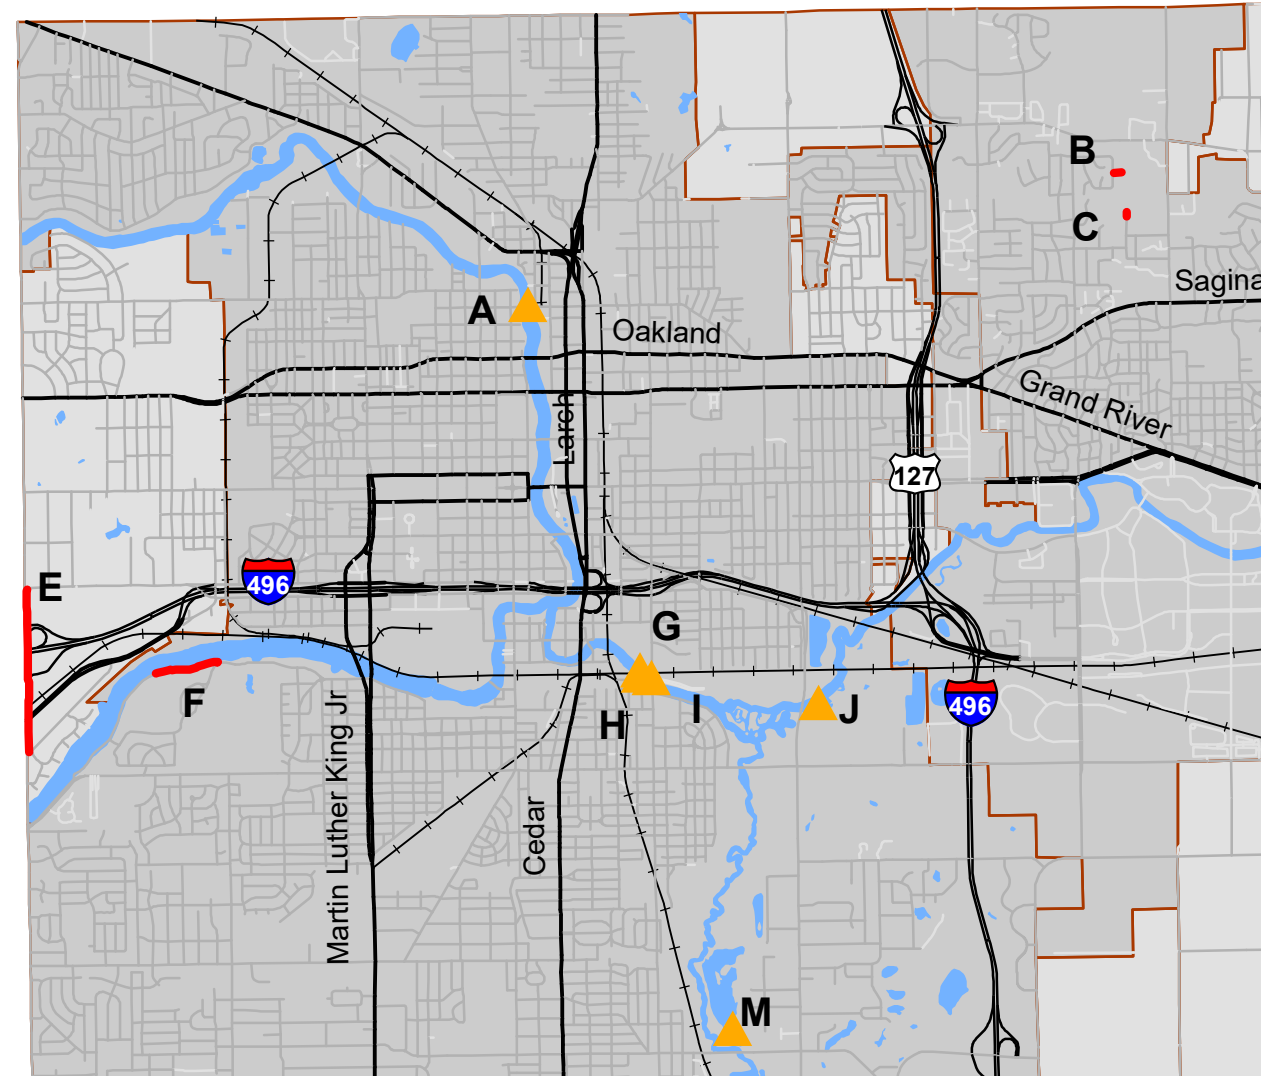 B
C
Sagina
A
Oakland
Grand River
Larch
127
E
496
G
F
H
I
J
496
Martin Luther King Jr
Cedar
M